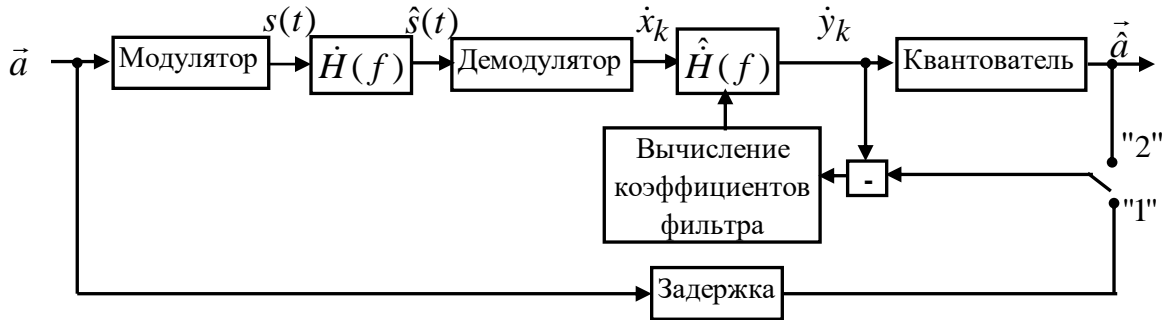 s(t) ŝ(t) ẋₖ ẏₖ
a⃗ Модулятор Ḣ(f) Демодулятор Ĥ̇(f) Квантователь â⃗
Вычисление
коэффициентов
фильтра
-
"2"
"1"
Задержка